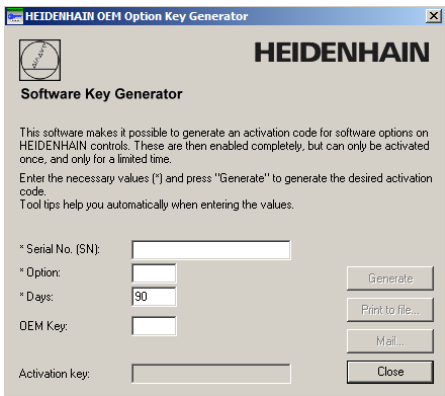 HEIDENHAIN OEM Option Key Generator
HEIDENHAIN
Software Key Generator
This software makes it possible to generate an activation code for software options on
HEIDENHAIN controls. These are then enabled completely, but can only be activated
once, and only for a limited time.
Enter the necessary values (*) and press "Generate" to generate the desired activation
code.
Tool tips help you automatically when entering the values.
* Serial No. (SN):
* Option:
Generate
* Days: 90
Print to file...
OEM Key:
Mail...
Activation key:
Close